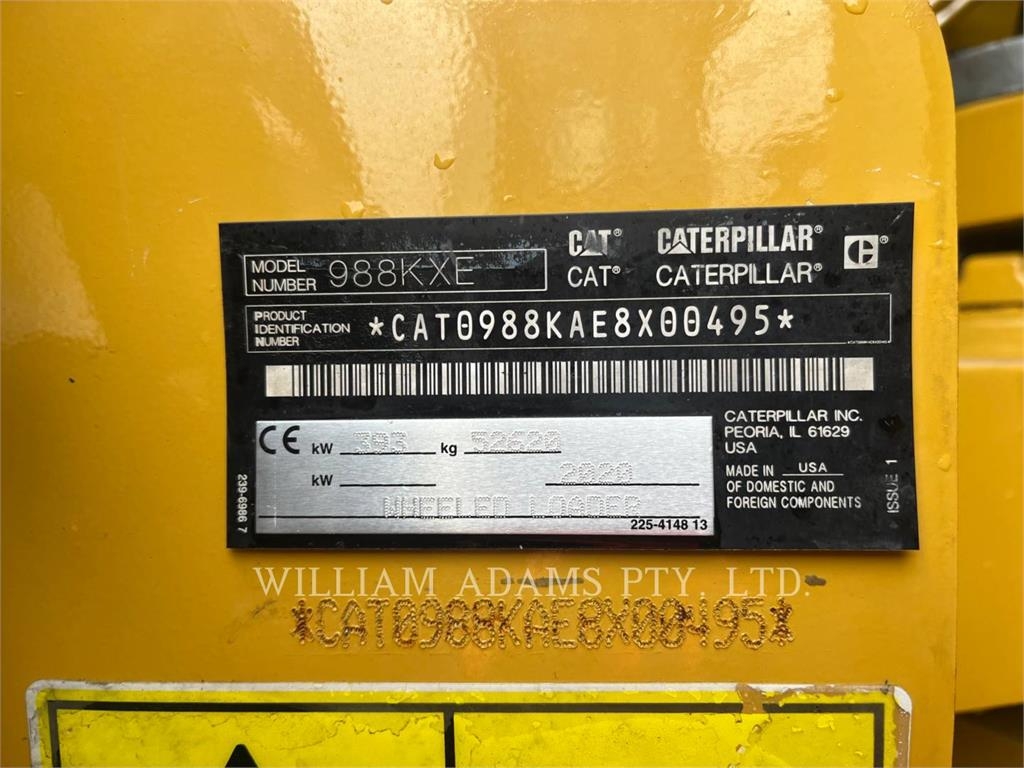 CAT® CATERPILLAR®
CAT® CATERPILLAR® C®
MODEL NUMBER 988KXE
PRODUCT IDENTIFICATION NUMBER *CAT0988KAE8X00495*
CE kW 393 kg 52620
kW 2020
WHEELED LOADER
225-4148 13
239-6986 7
CATERPILLAR INC.
PEORIA, IL 61629
USA
MADE IN USA
OF DOMESTIC AND
FOREIGN COMPONENTS
ISSUE 1
WILLIAM ADAMS PTY. LTD.
*CAT0988KAE8X00495*